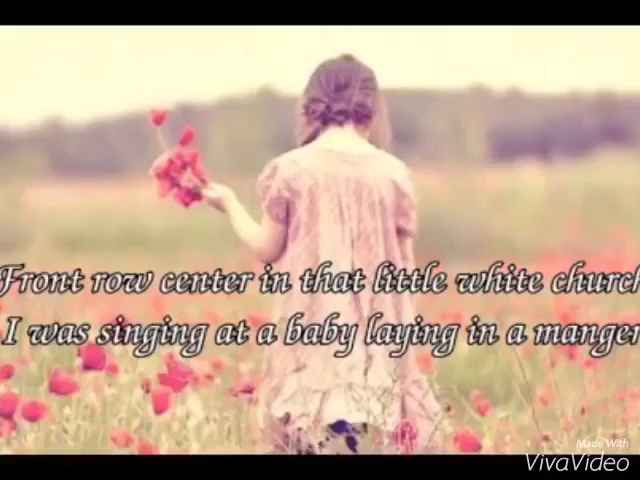 Front row center in that little white church
I was singing at a baby laying in a manger
Made With
VivaVideo